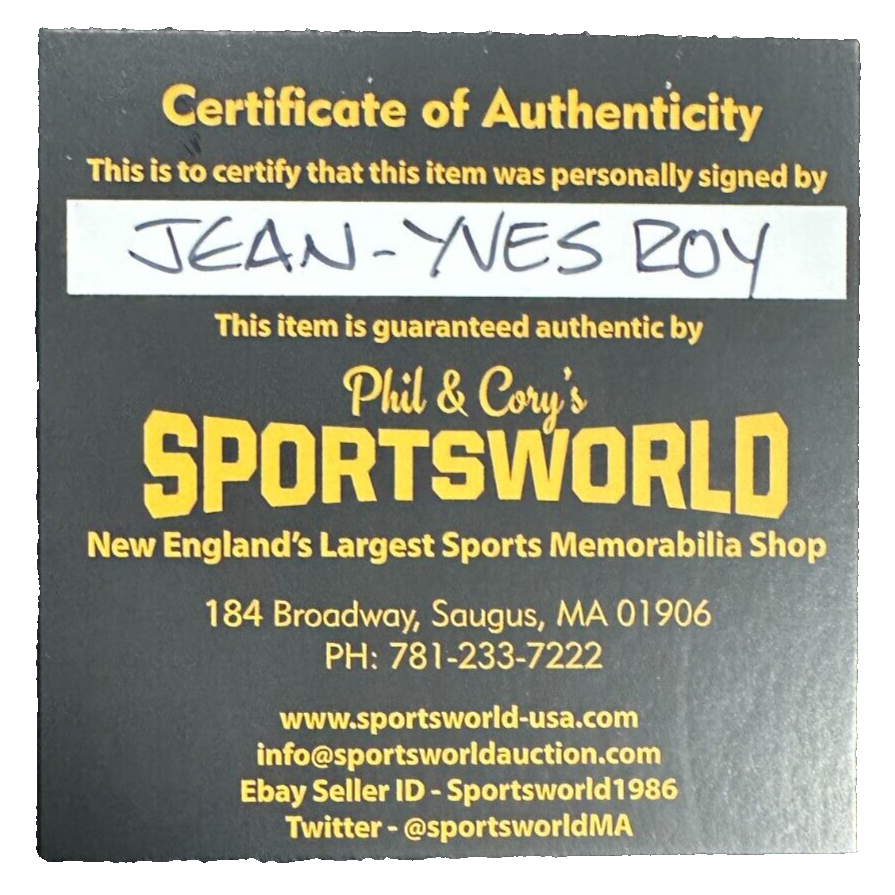 Certificate of Authenticity
This is to certify that this item was personally signed by
JEAN-YVES ROY
This item is guaranteed authentic by
Phil & Cory's
SPORTSWORLD
New England's Largest Sports Memorabilia Shop
184 Broadway, Saugus, MA 01906
PH: 781-233-7222
www.sportsworld-usa.com
info@sportsworldauction.com
Ebay Seller ID - Sportsworld1986
Twitter - @sportsworldMA